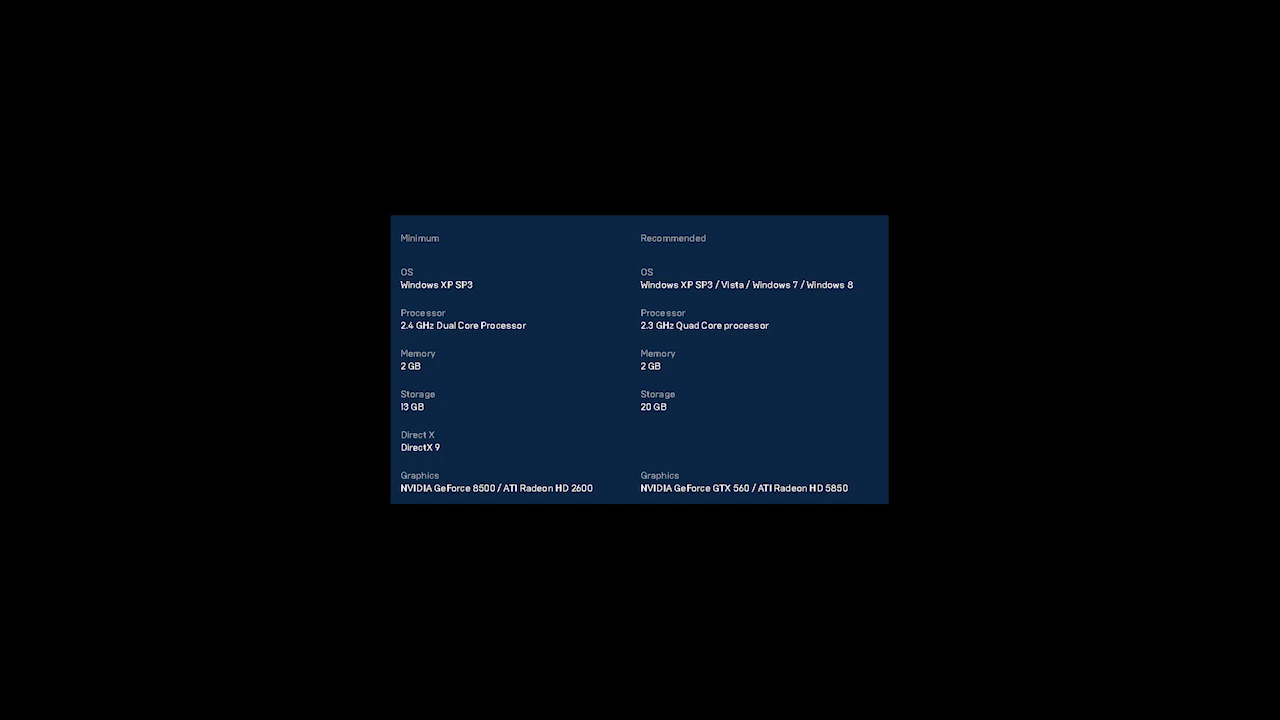 Minimum
Recommended
OS
Windows XP SP3
OS
Windows XP SP3 / Vista / Windows 7 / Windows 8
Processor
2.4 GHz Dual Core Processor
Processor
2.3 GHz Quad Core processor
Memory
2 GB
Memory
2 GB
Storage
13 GB
Storage
20 GB
Direct X
DirectX 9
Graphics
NVIDIA GeForce 8500 / ATI Radeon HD 2600
Graphics
NVIDIA GeForce GTX 560 / ATI Radeon HD 5850